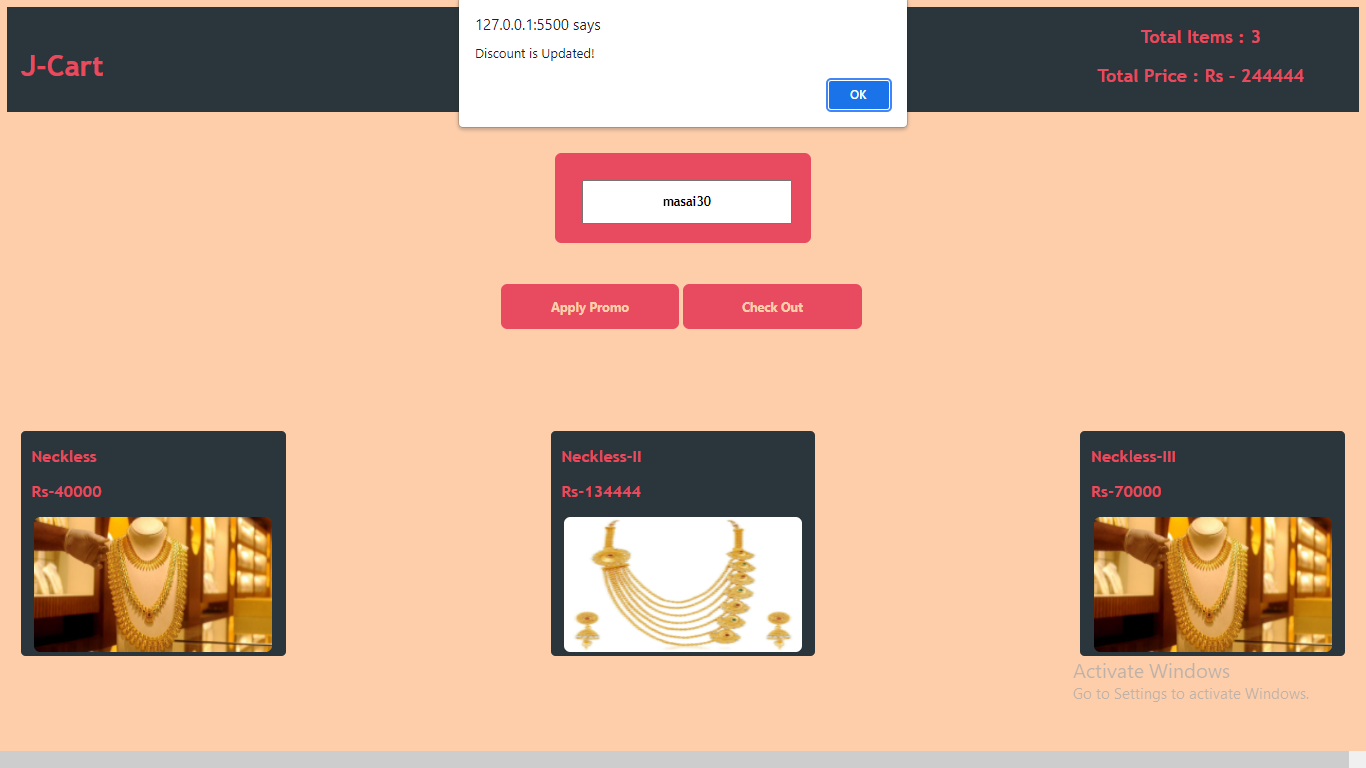 127.0.0.1:5500 says
Discount is Updated!
OK
J-Cart
Total Items : 3
Total Price : Rs - 244444
masai30
Apply Promo
Check Out
Neckless
Rs-40000
Neckless-II
Rs-134444
Neckless-III
Rs-70000
Activate Windows
Go to Settings to activate Windows.